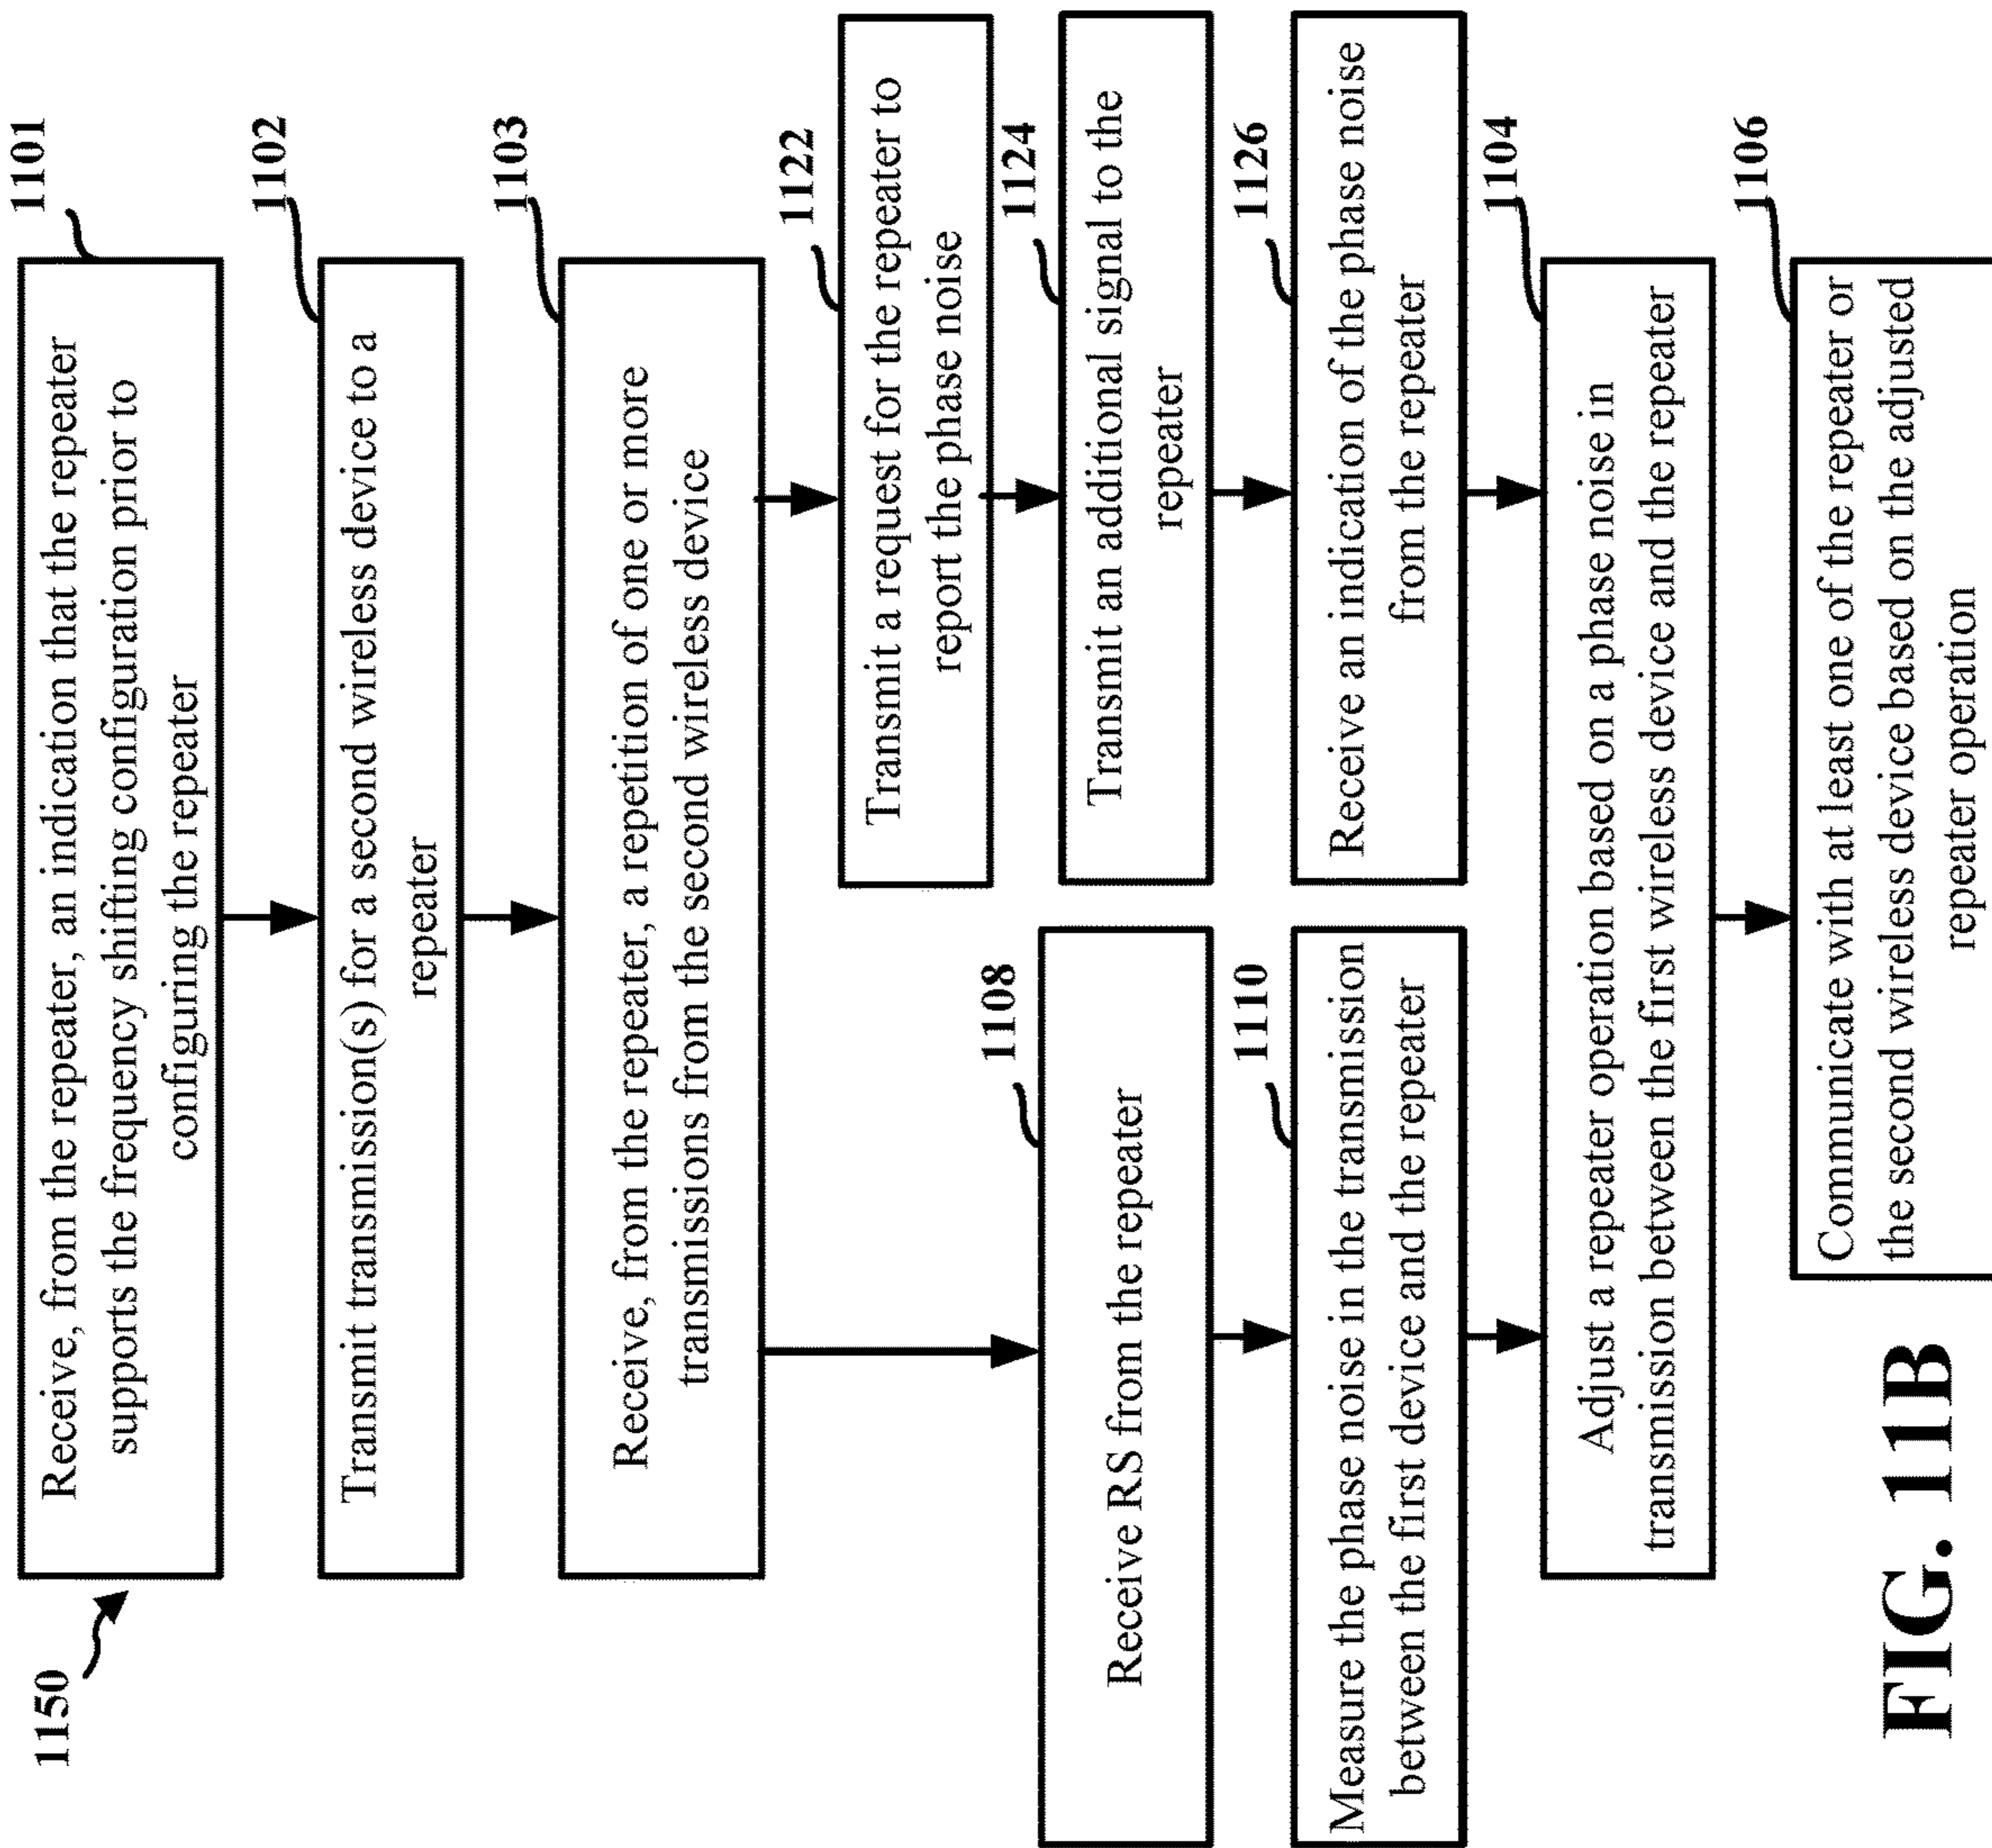 1150
1101
Receive, from the repeater, an indication that the repeater
supports the frequency shifting configuration prior to
configuring the repeater
1102
Transmit transmission(s) for a second wireless device to a
repeater
1103
Receive, from the repeater, a repetition of one or more
transmissions from the second wireless device
1122
Transmit a request for the repeater to
report the phase noise
1124
Transmit an additional signal to the
repeater
1126
Receive an indication of the phase noise
from the repeater
1108
Receive RS from the repeater
1110
Measure the phase noise in the transmission
between the first device and the repeater
1104
Adjust a repeater operation based on a phase noise in
transmission between the first wireless device and the repeater
1106
Communicate with at least one of the repeater or
the second wireless device based on the adjusted
repeater operation
FIG. 11B